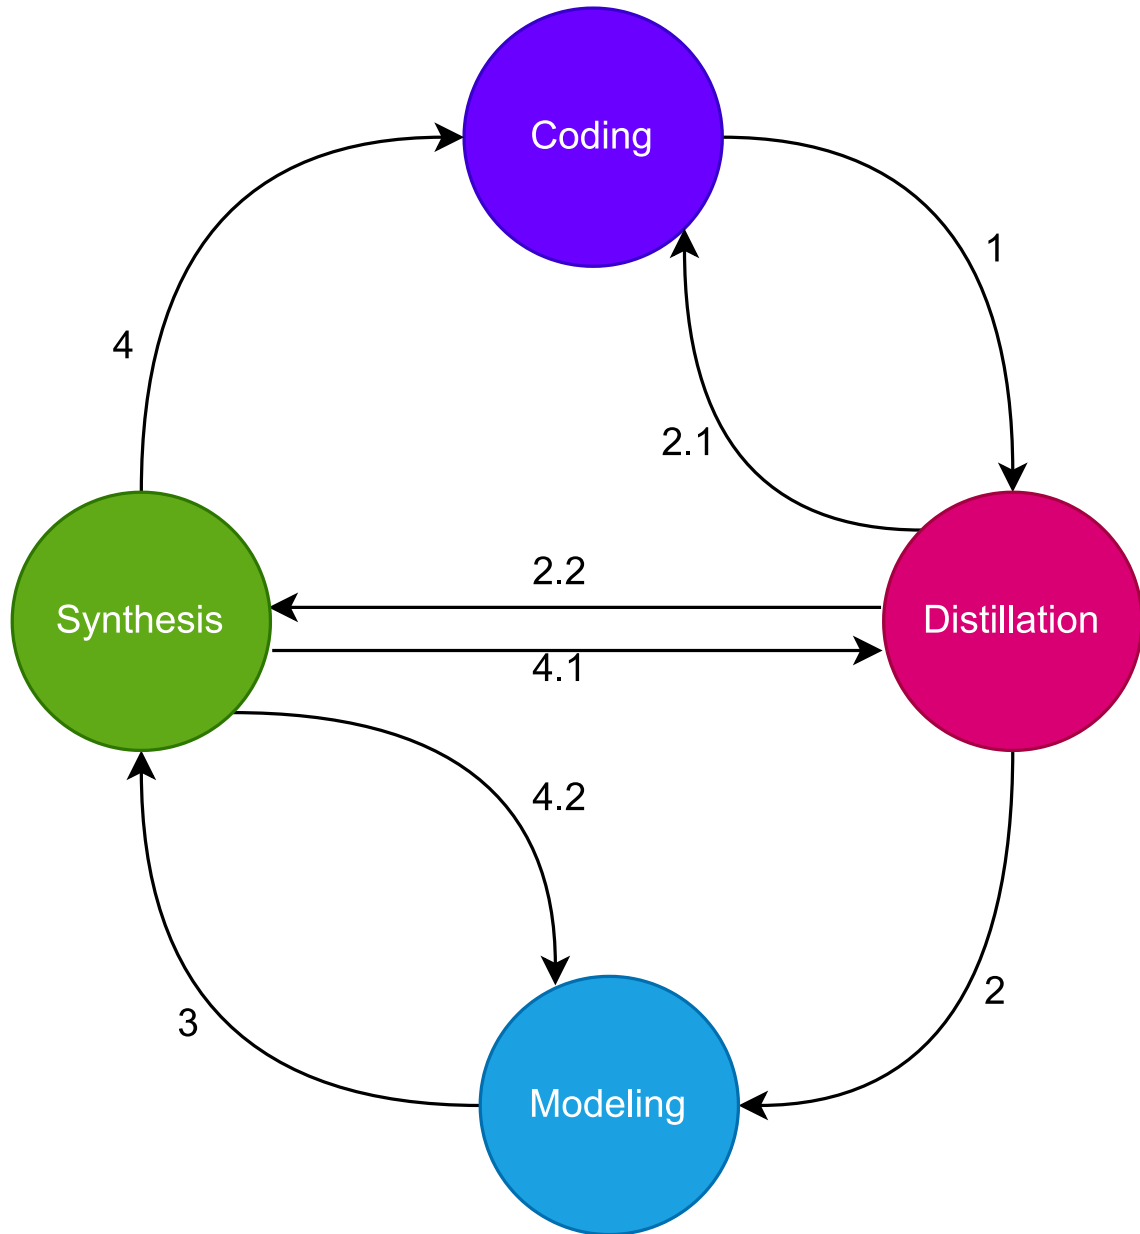 Coding
1
4
2.1
2.2
Synthesis
Distillation
4.1
4.2
2
3
Modeling